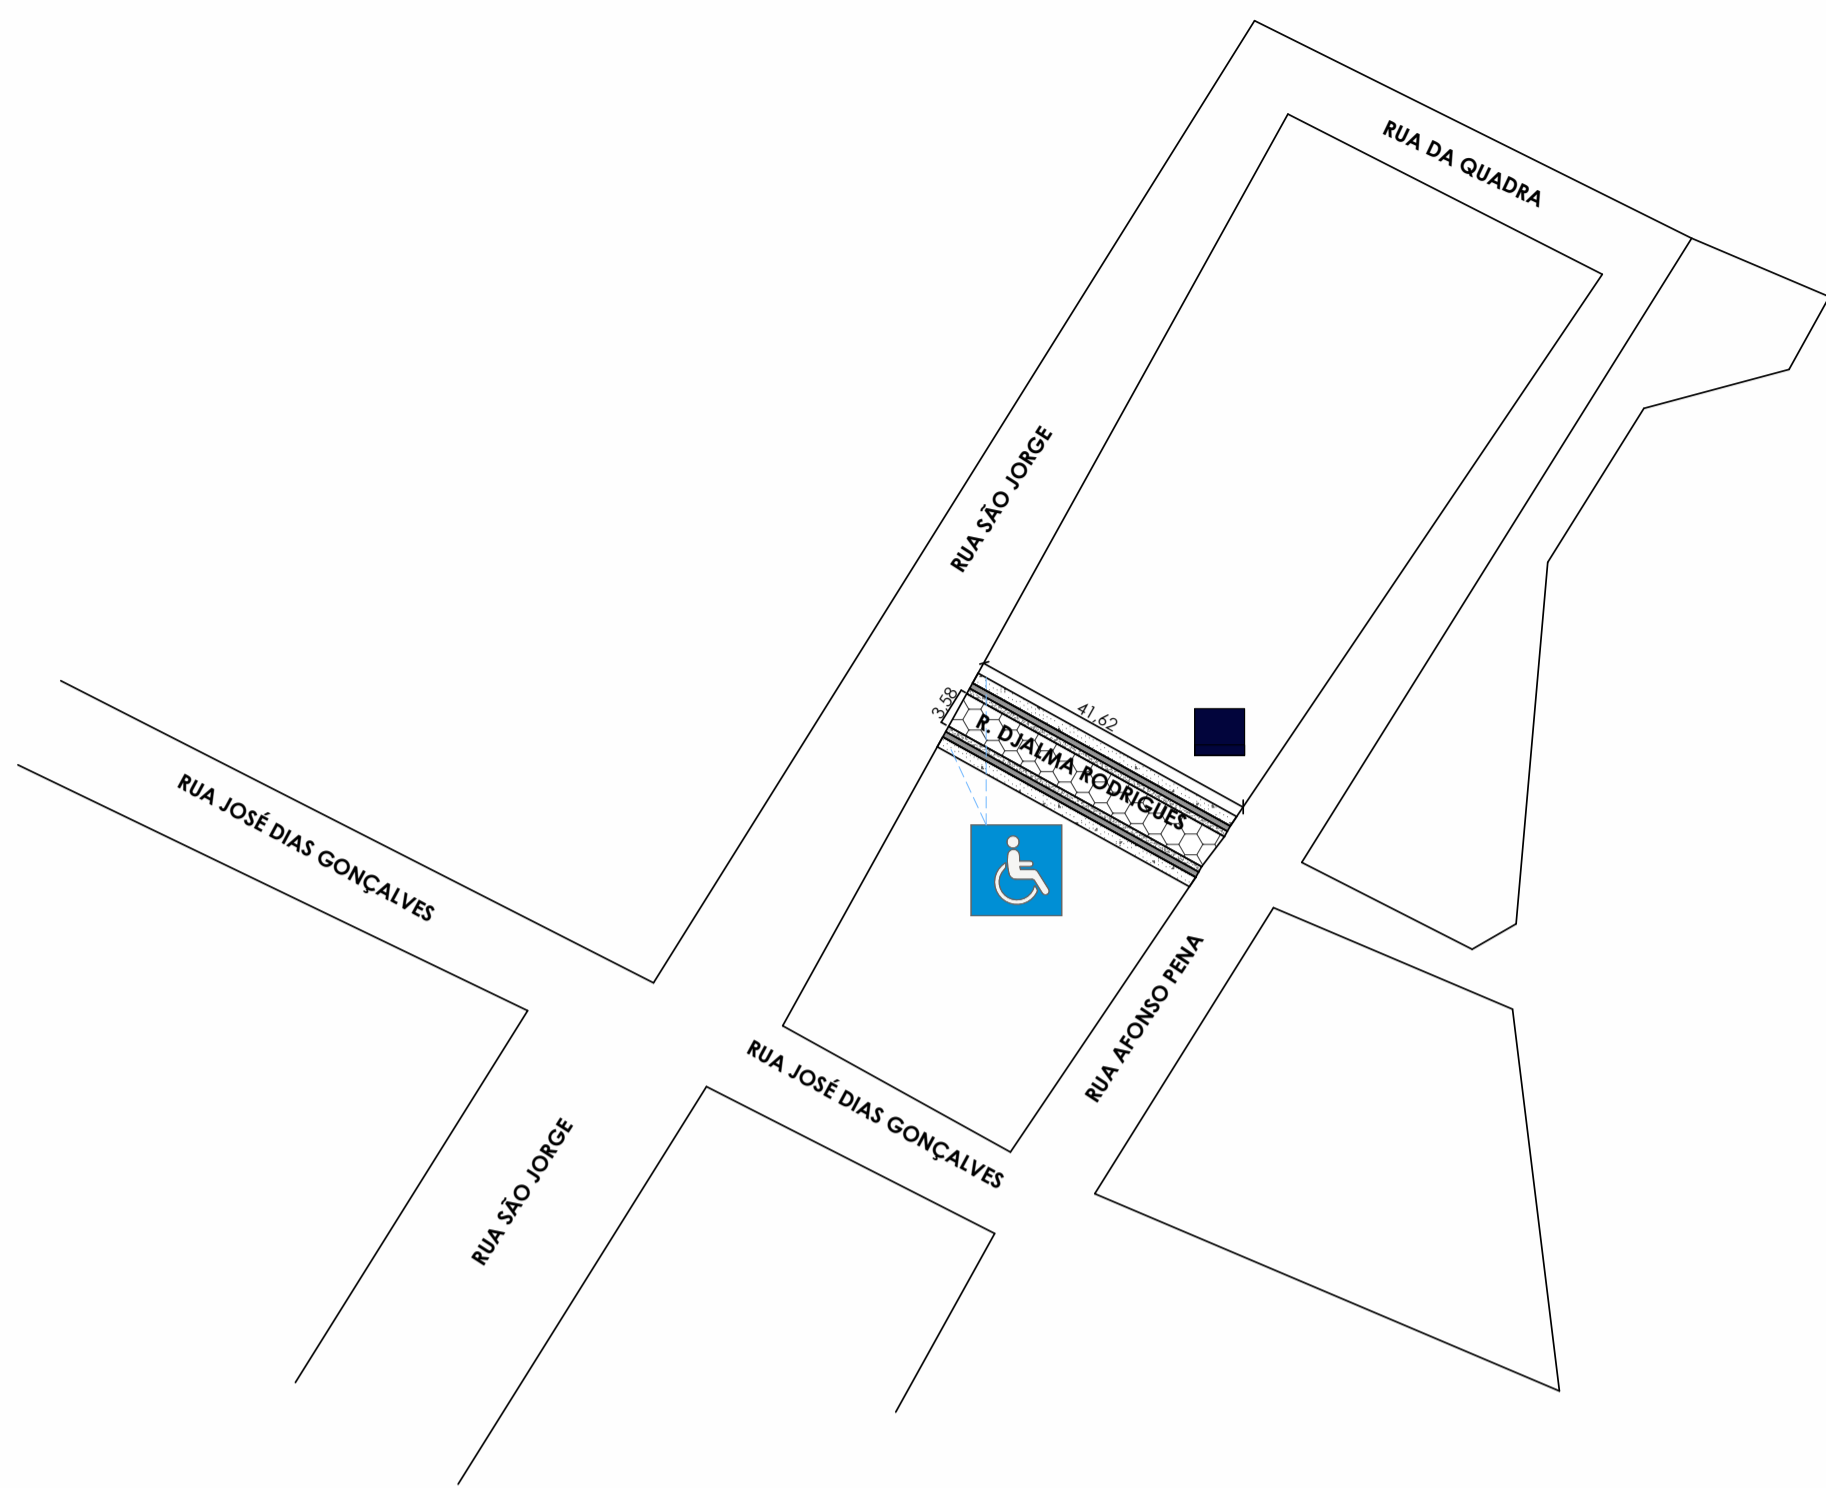 RUA DA QUADRA
RUA SÃO JORGE
3,58
41,62
R. DJALMA RODRIGUES
RUA JOSÉ DIAS GONÇALVES
RUA AFONSO PENA
RUA JOSÉ DIAS GONÇALVES
RUA SÃO JORGE